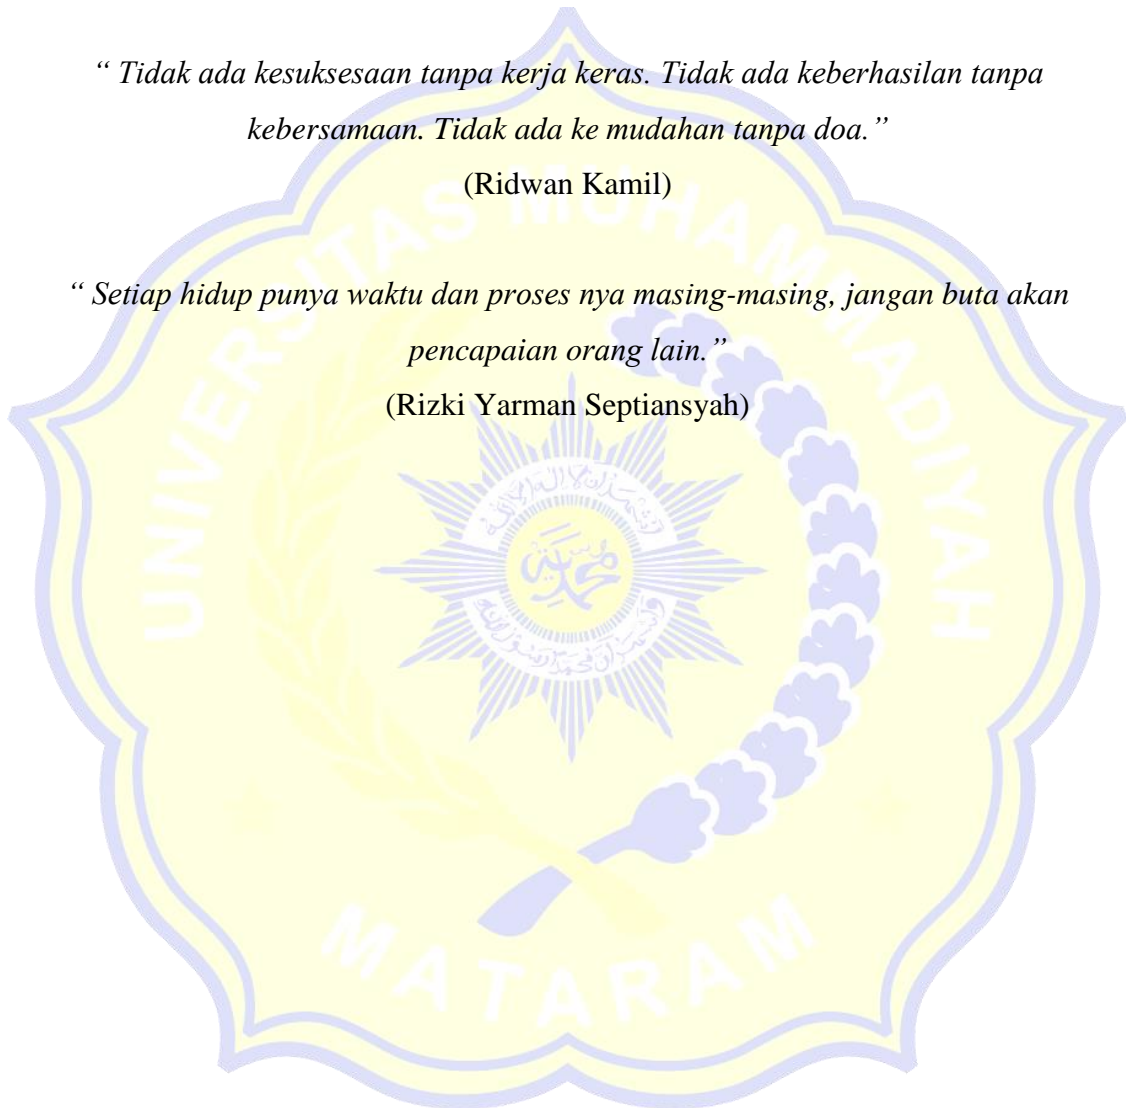 “ Tidak ada kesuksesaan tanpa kerja keras. Tidak ada keberhasilan tanpa
kebersamaan. Tidak ada ke mudahan tanpa doa.”
(Ridwan Kamil)
“ Setiap hidup punya waktu dan proses nya masing-masing, jangan buta akan
pencapaian orang lain.”
(Rizki Yarman Septiansyah)
UNIVERSITAS MUHAMMADIYAH
MATARAM